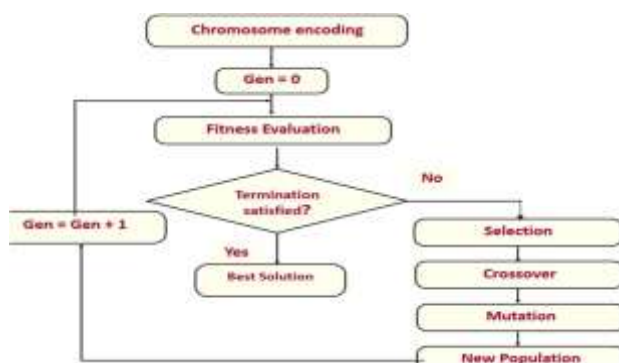 Chromosome encoding
Gen = 0
Fitness Evaluation
Termination
satisfied?
No
Yes
Best Solution
Selection
Crossover
Mutation
New Population
Gen = Gen + 1